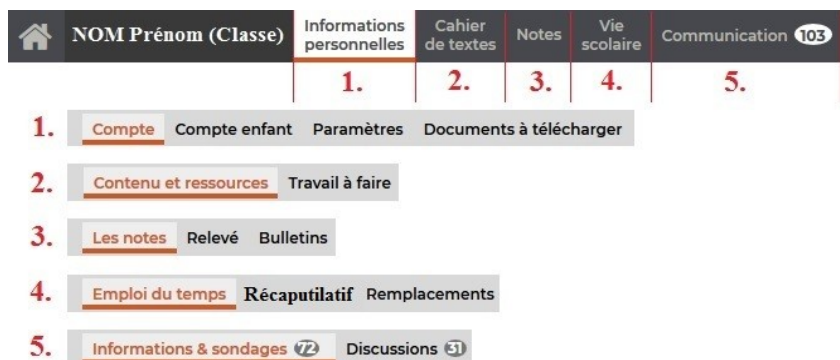 NOM Prénom (Classe) Informations personnelles Cahier de textes Notes Vie scolaire Communication 103
1. 2. 3. 4. 5.
1. Compte Compte enfant Paramètres Documents à télécharger
2. Contenu et ressources Travail à faire
3. Les notes Relevé Bulletins
4. Emploi du temps Récaputilatif Remplacements
5. Informations & sondages 72 Discussions 31